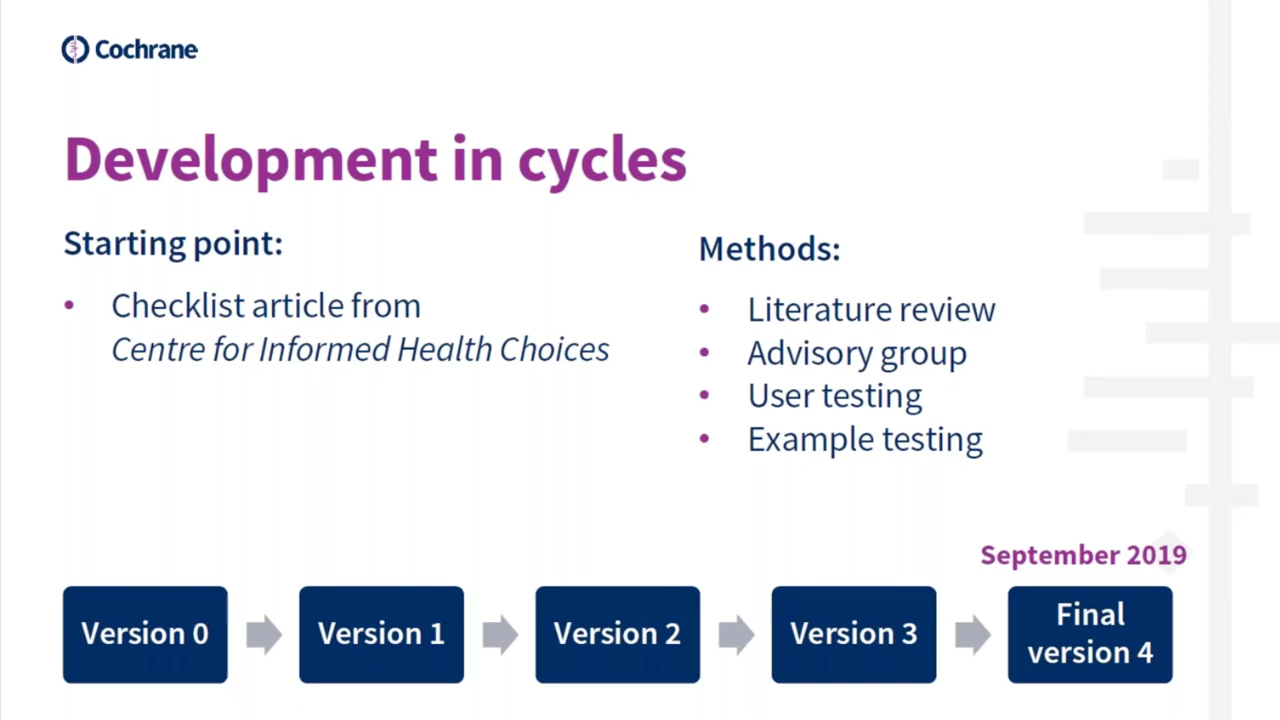 Cochrane
Development in cycles
Starting point:
• Checklist article from
Centre for Informed Health Choices
Methods:
• Literature review
• Advisory group
• User testing
• Example testing
September 2019
Version 0
Version 1
Version 2
Version 3
Final
version 4